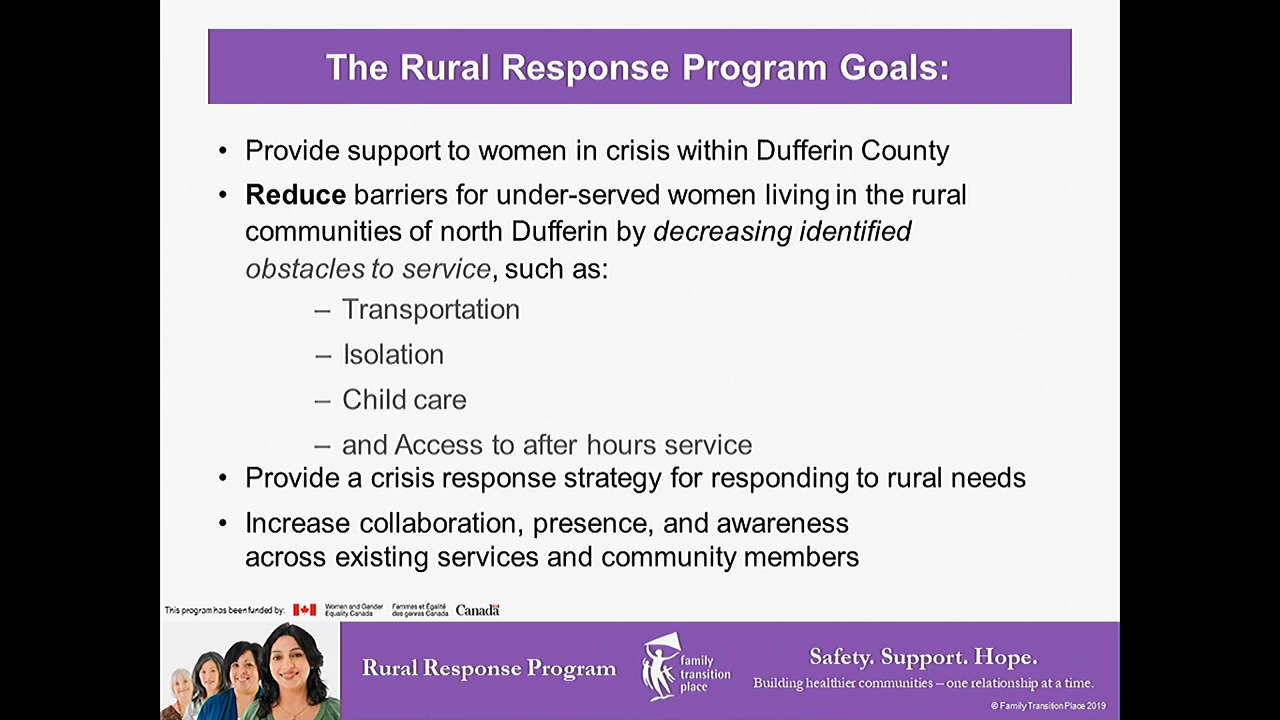 The Rural Response Program Goals:
• Provide support to women in crisis within Dufferin County
• Reduce barriers for under-served women living in the rural
communities of north Dufferin by decreasing identified
obstacles to service, such as:
– Transportation
– Isolation
– Child care
– and Access to after hours service
• Provide a crisis response strategy for responding to rural needs
• Increase collaboration, presence, and awareness
across existing services and community members
This program has been funded by:
Women and Gender
Equality Canada
Femmes et Égalité
des genres Canada
Canada
Rural Response Program
family
transition
place
Safety. Support. Hope.
Building healthier communities – one relationship at a time.
© Family Transition Place 2019